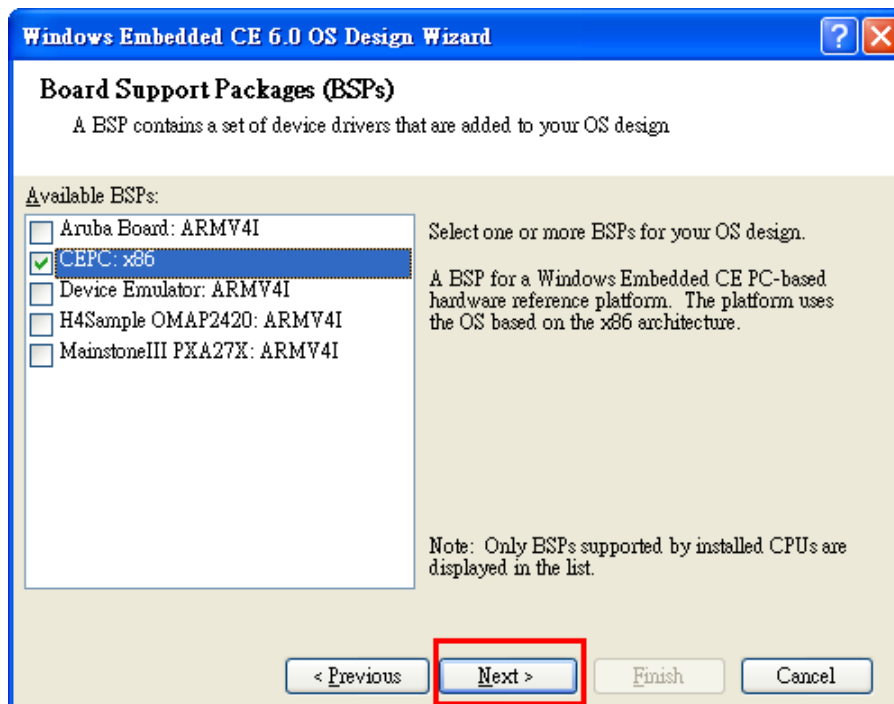 Windows Embedded CE 6.0 OS Design Wizard
?
X
Board Support Packages (BSPs)
A BSP contains a set of device drivers that are added to your OS design
Available BSPs:
Aruba Board: ARMV4I
CEPC: x86
Device Emulator: ARMV4I
H4Sample OMAP2420: ARMV4I
MainstoneIII PXA27X: ARMV4I
Select one or more BSPs for your OS design.
A BSP for a Windows Embedded CE PC-based
hardware reference platform. The platform uses
the OS based on the x86 architecture.
Note: Only BSPs supported by installed CPUs are
displayed in the list.
< Previous
Next >
Finish
Cancel